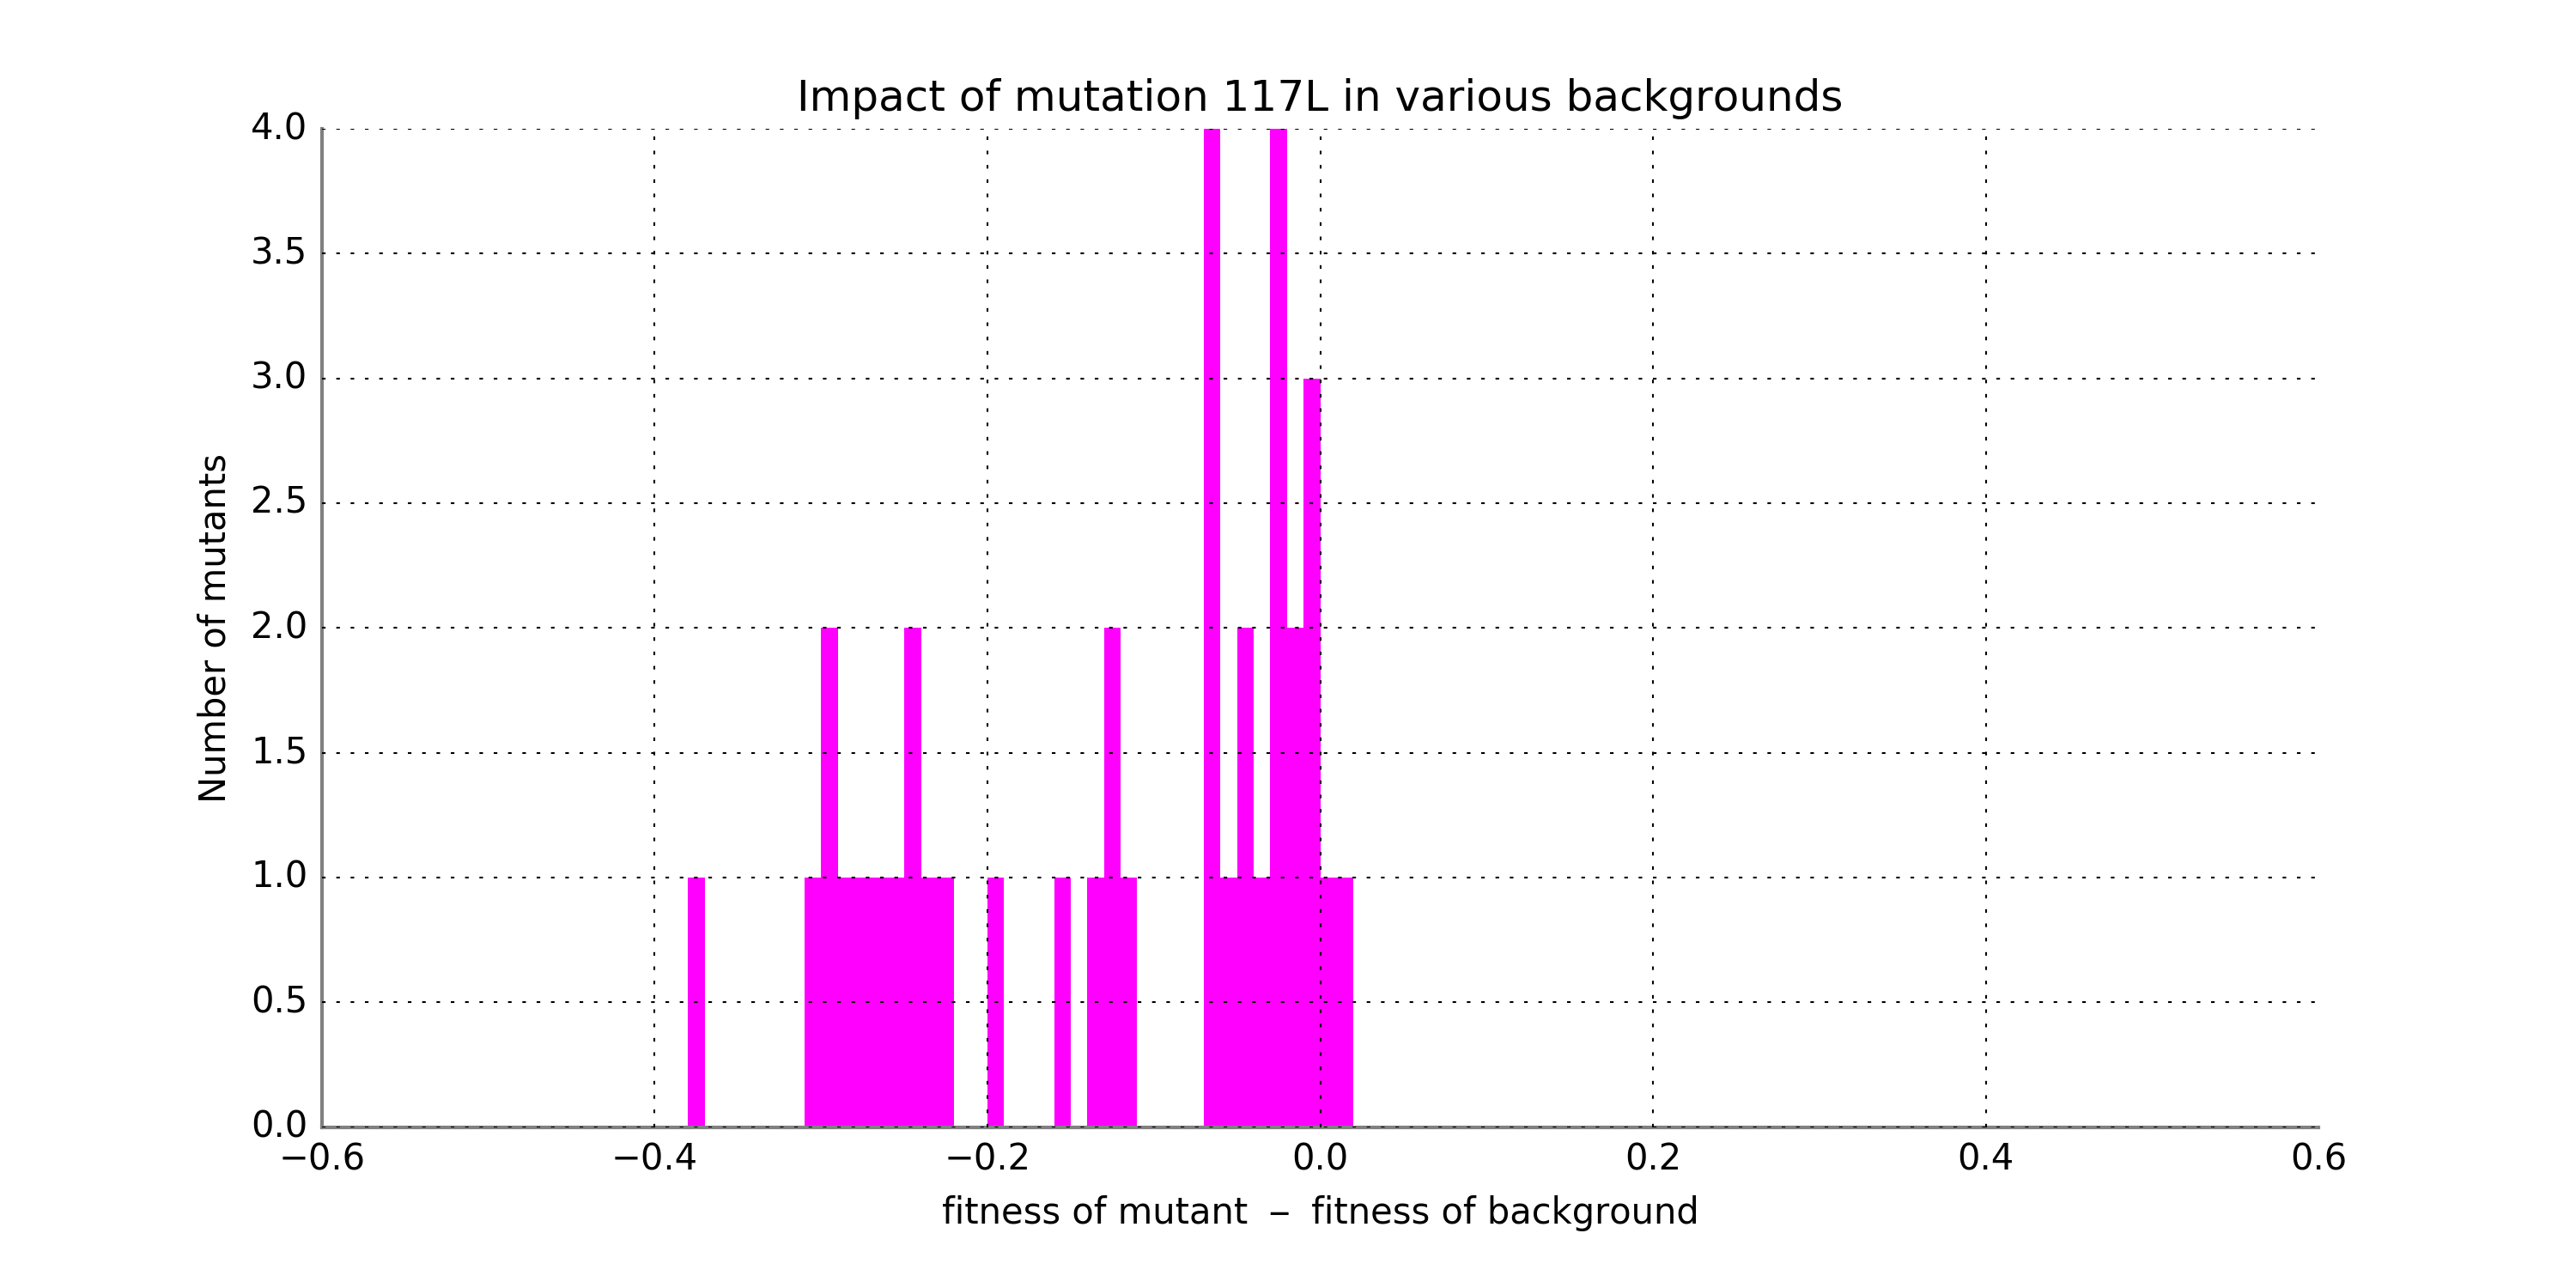 Impact of mutation 117L in various backgrounds
4.0
3.5
3.0
2.5
2.0
1.5
1.0
0.5
0.0
Number of mutants
−0.6 −0.4 −0.2 0.0 0.2 0.4 0.6
fitness of mutant − fitness of background